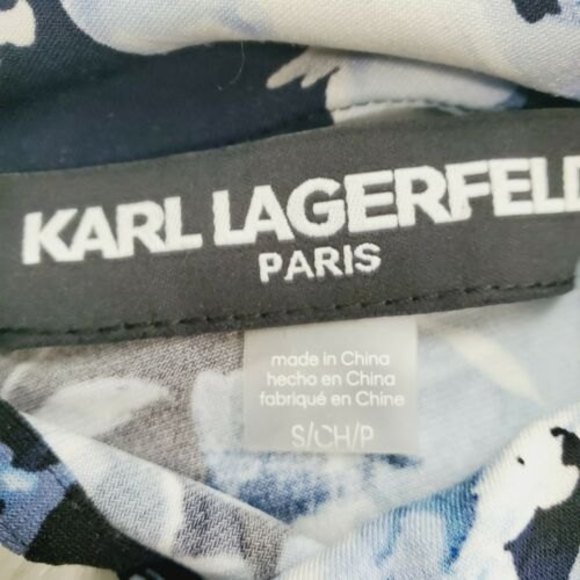 KARL LAGERFELD
PARIS
made in China
hecho en China
fabriqué en Chine
S/CH/P